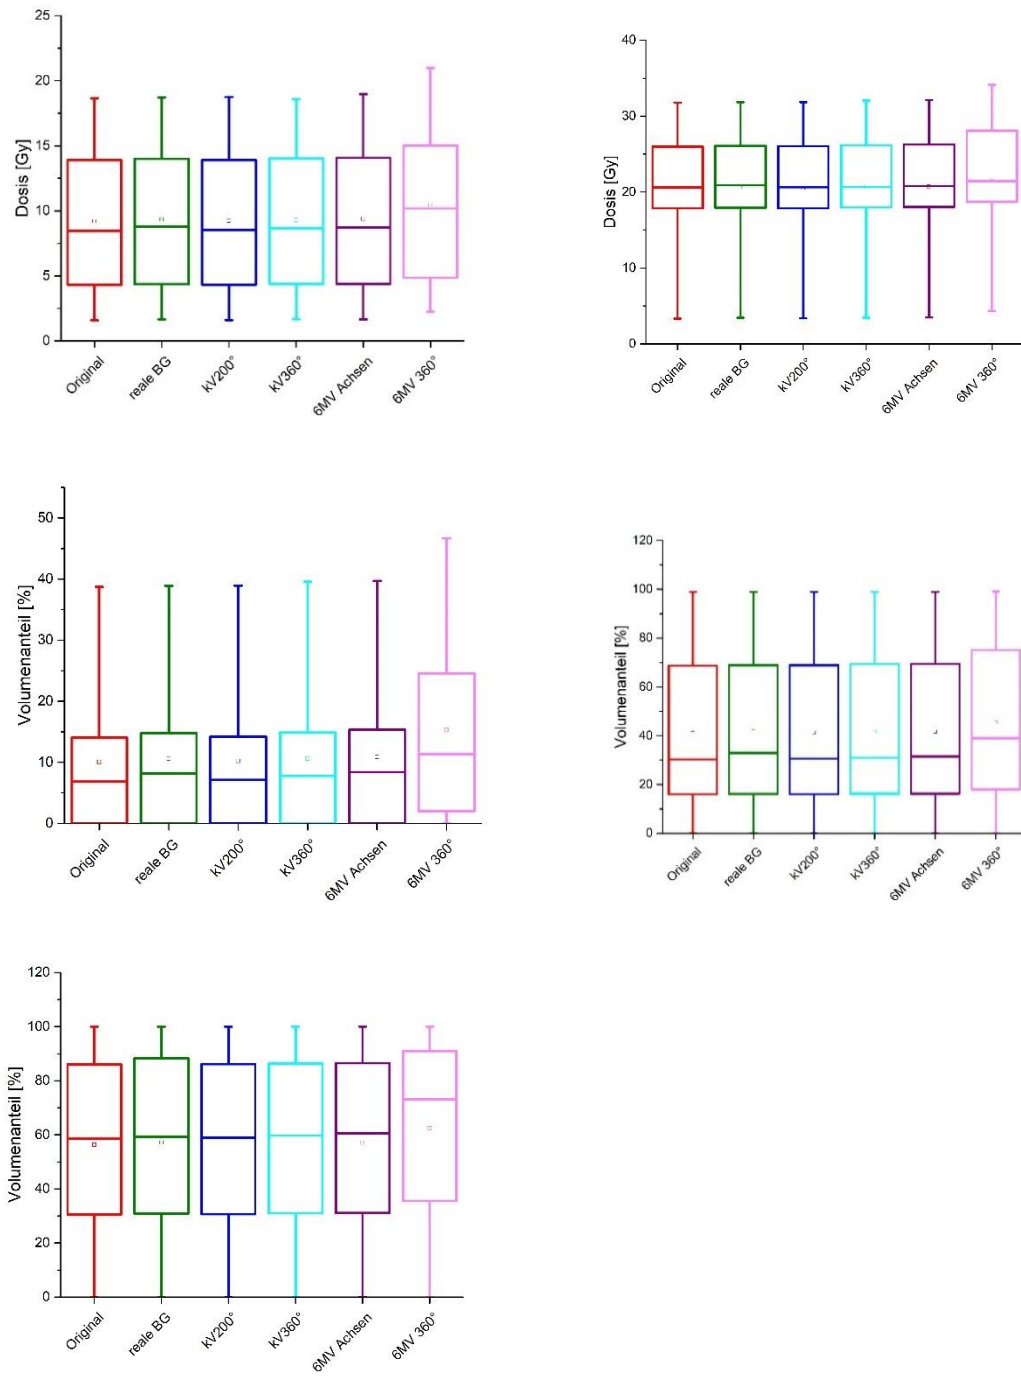 25
20
15
10
5
0
Dosis [Gy]
Original
reale BG
kV200°
kV360°
6MV Achsen
6MV 360°
40
30
20
10
0
Dosis [Gy]
Original
reale BG
kV200°
kV360°
6MV Achsen
6MV 360°
50
40
30
20
10
0
Volumenanteil [%]
Original
reale BG
kV200°
kV360°
6MV Achsen
6MV 360°
120
100
80
60
40
20
0
Volumenanteil [%]
Original
reale BG
kV200°
kV360°
6MV Achsen
6MV 360°
120
100
80
60
40
20
0
Volumenanteil [%]
Original
reale BG
kV200°
kV360°
6MV Achsen
6MV 360°